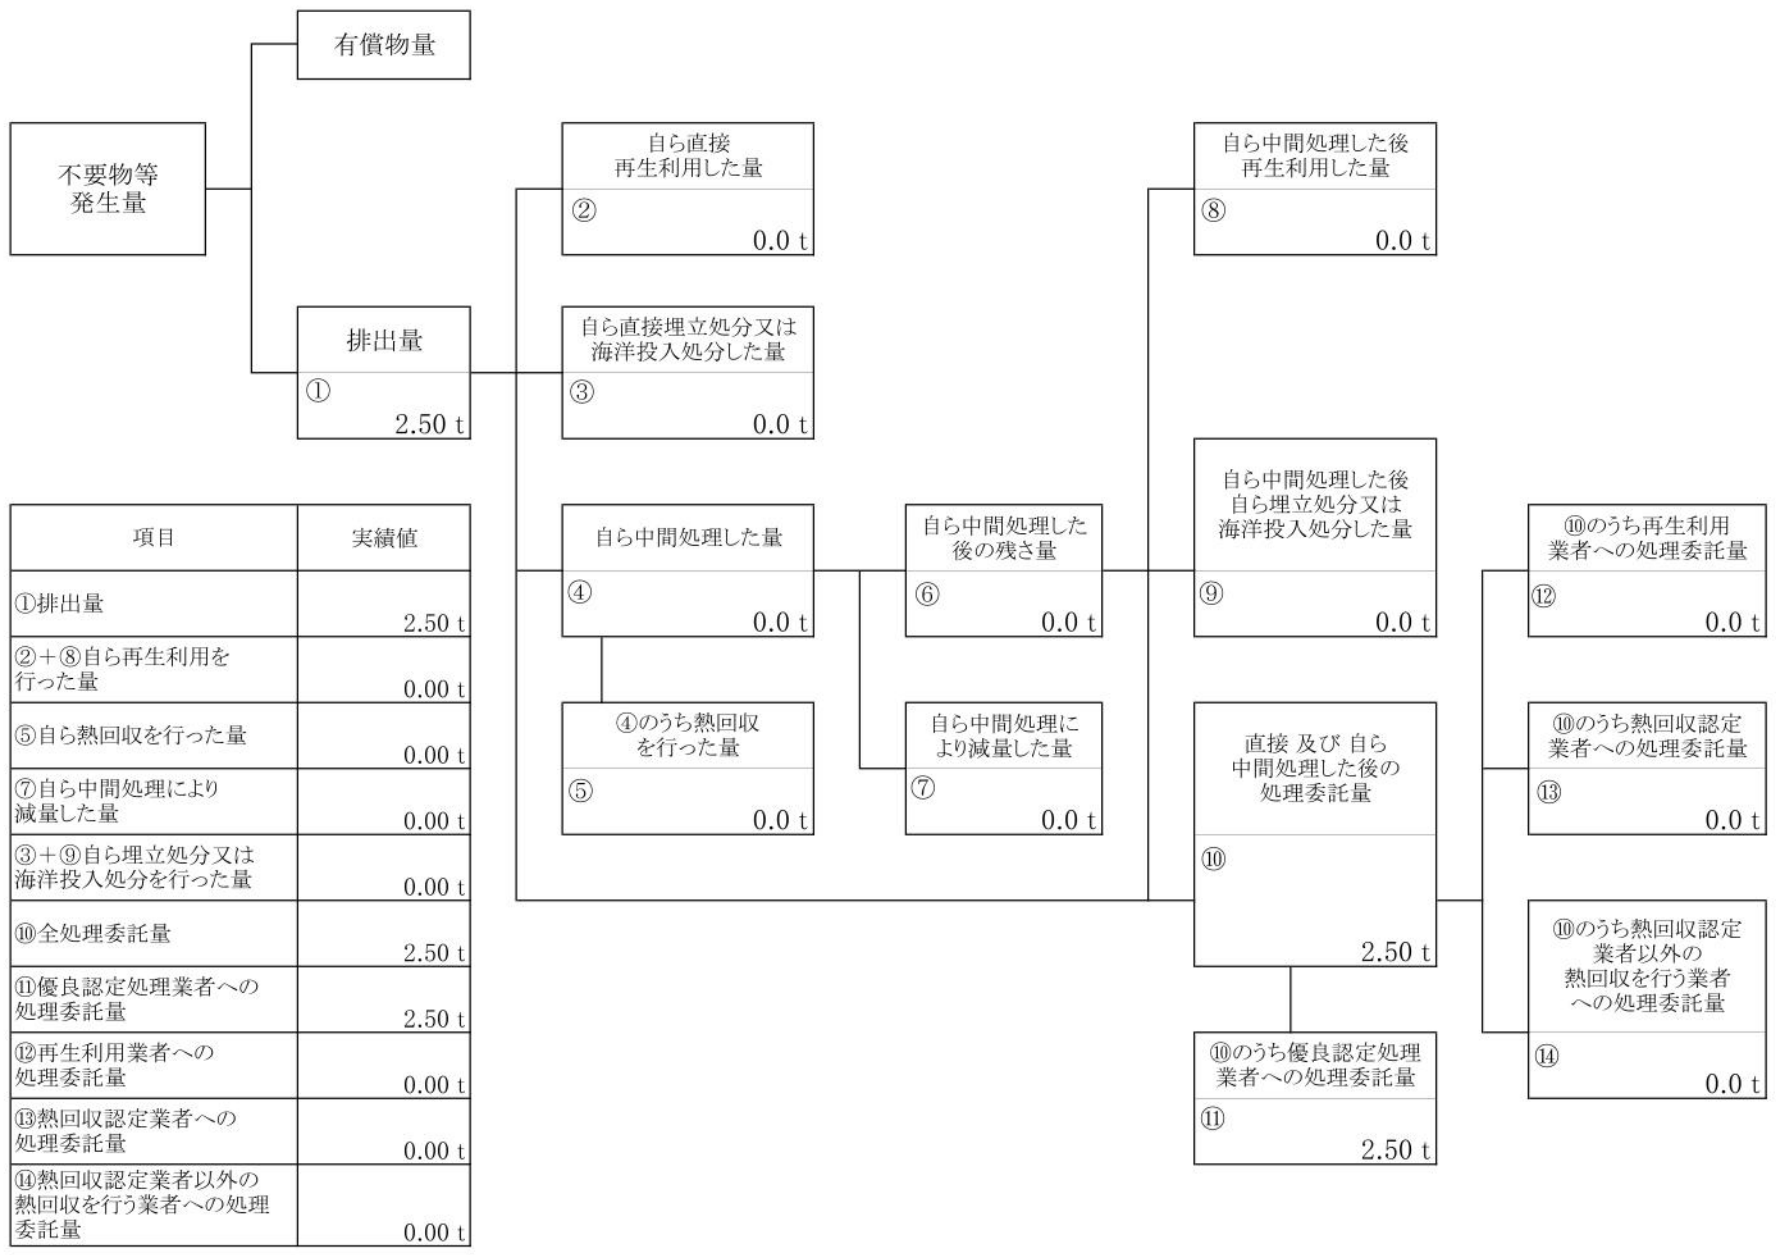 有償物量
不要物等
発生量
排出量
①
2.50 t
自ら直接
再生利用した量
②
0.0 t
自ら直接埋立処分又は
海洋投入処分した量
③
0.0 t
自ら中間処理した量
④
0.0 t
④のうち熱回収
を行った量
⑤
0.0 t
自ら中間処理した
後の残さ量
⑥
0.0 t
自ら中間処理に
より減量した量
⑦
0.0 t
自ら中間処理した後
再生利用した量
⑧
0.0 t
自ら中間処理した後
自ら埋立処分又は
海洋投入処分した量
⑨
0.0 t
直接 及び 自ら
中間処理した後の
処理委託量
⑩
2.50 t
⑩のうち優良認定処理
業者への処理委託量
⑪
2.50 t
⑩のうち再生利用
業者への処理委託量
⑫
0.0 t
⑩のうち熱回収認定
業者への処理委託量
⑬
0.0 t
⑩のうち熱回収認定
業者以外の
熱回収を行う業者
への処理委託量
⑭
0.0 t
項目
実績値
①排出量
2.50 t
②＋⑧自ら再生利用を
行った量
0.00 t
⑤自ら熱回収を行った量
0.00 t
⑦自ら中間処理により
減量した量
0.00 t
③＋⑨自ら埋立処分又は
海洋投入処分を行った量
0.00 t
⑩全処理委託量
2.50 t
⑪優良認定処理業者への
処理委託量
2.50 t
⑫再生利用業者への
処理委託量
0.00 t
⑬熱回収認定業者への
処理委託量
0.00 t
⑭熱回収認定業者以外の
熱回収を行う業者への処理
委託量
0.00 t